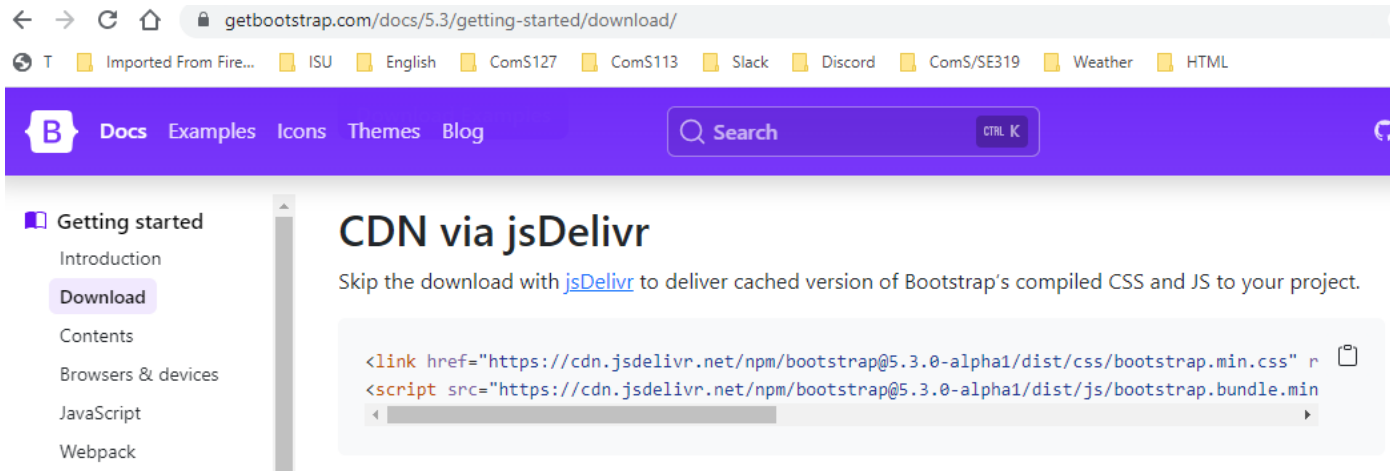 getbootstrap.com/docs/5.3/getting-started/download/
T Imported From Fire... ISU English ComS127 ComS113 Slack Discord ComS/SE319 Weather HTML
B Docs Examples Icons Themes Blog Search CTRL K
Getting started
Introduction
Download
Contents
Browsers & devices
JavaScript
Webpack
CDN via jsDelivr
Skip the download with jsDelivr to deliver cached version of Bootstrap's compiled CSS and JS to your project.
<link href="https://cdn.jsdelivr.net/npm/bootstrap@5.3.0-alpha1/dist/css/bootstrap.min.css" r
<script src="https://cdn.jsdelivr.net/npm/bootstrap@5.3.0-alpha1/dist/js/bootstrap.bundle.min